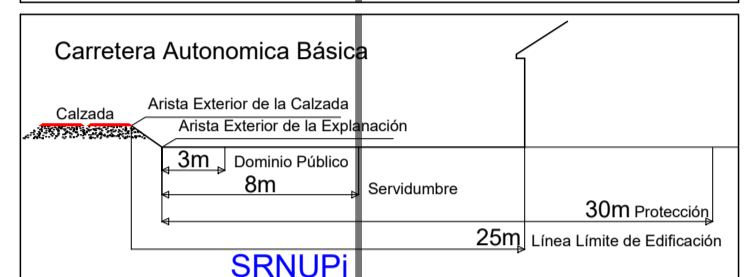 Carretera Autonomica Básica
Calzada
Arista Exterior de la Calzada
Arista Exterior de la Explanación
3m Dominio Público
8m Servidumbre
30m Protección
25m Línea Límite de Edificación
SRNUPi